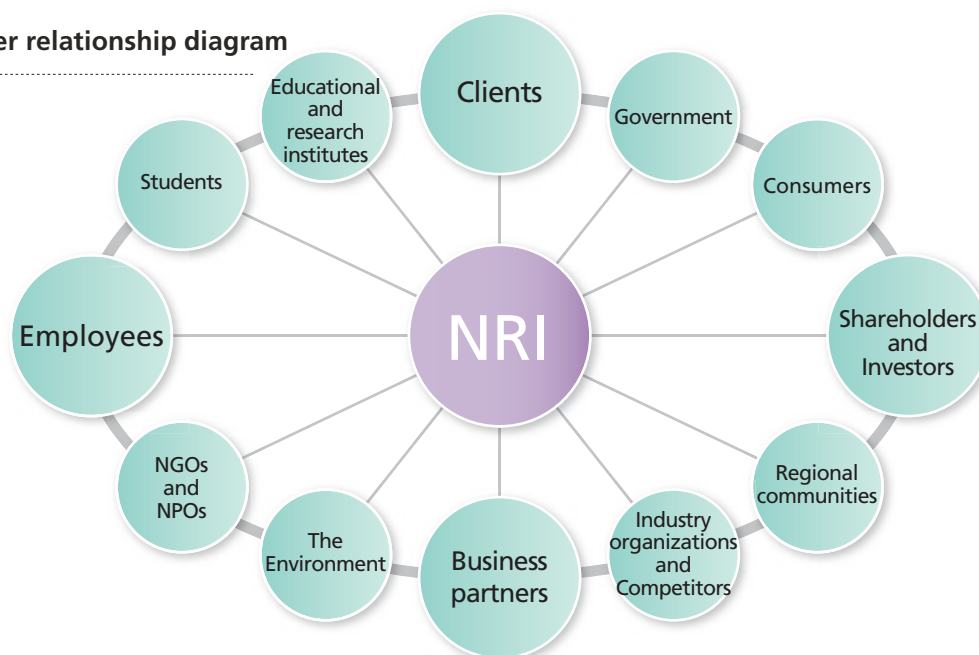 er relationship diagram
Clients
Educational
and
research
institutes
Government
Students
Consumers
Employees
NRI
Shareholders
and
Investors
NGOs
and
NPOs
Regional
communities
The
Environment
Business
partners
Industry
organizations
and
Competitors